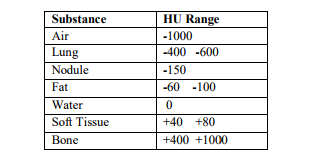 Substance HU Range
Air -1000
Lung -400 -600
Nodule -150
Fat -60 -100
Water 0
Soft Tissue +40 +80
Bone +400 +1000